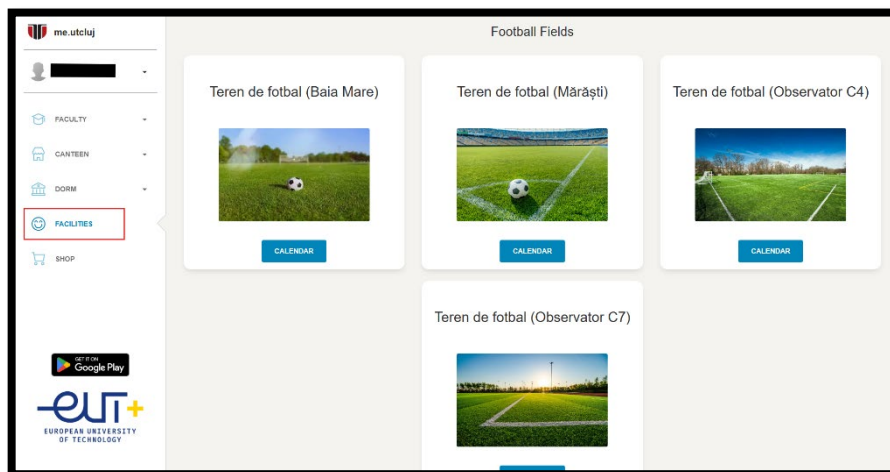 me.utcluj
FACULTY
CANTEEN
DORM
FACILITIES
SHOP
GET IT ON
Google Play
eut+
EUROPEAN UNIVERSITY
OF TECHNOLOGY
Football Fields
Teren de fotbal (Baia Mare)
CALENDAR
Teren de fotbal (Mărăști)
CALENDAR
Teren de fotbal (Observator C4)
CALENDAR
Teren de fotbal (Observator C7)